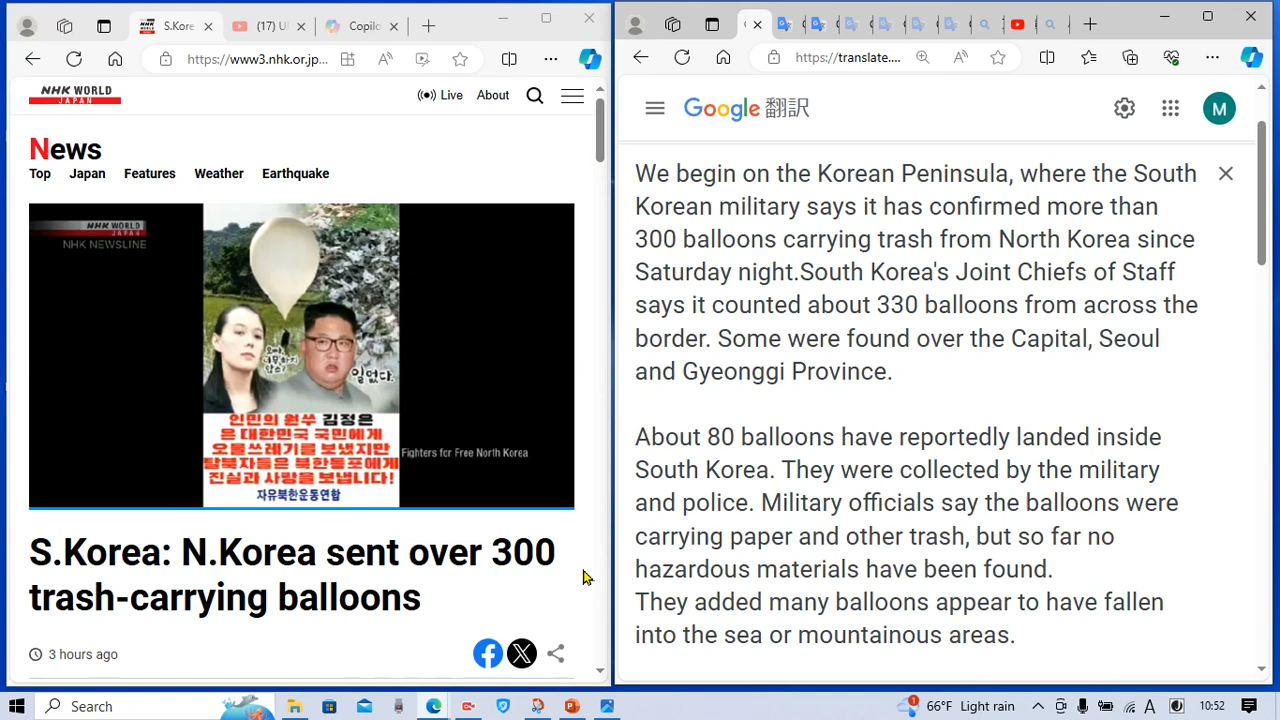 S.Kore
(17) U
Copilo
https://www3.nhk.or.jp...
NHK WORLD
JAPAN
Live
About
News
Top
Japan
Features
Weather
Earthquake
NHK WORLD
JAPAN
NHK NEWSLINE
일었다.
인민의 원쑤 김정은
은 대한민국 국민에게
오물쓰레기를 보냈지만
탈북자들은 북한동포에게
진실과 사랑을 보냅니다!
자유북한운동연합
Fighters for Free North Korea
S.Korea: N.Korea sent over 300
trash-carrying balloons
3 hours ago
https://translate....
Google 翻訳
M
We begin on the Korean Peninsula, where the South
Korean military says it has confirmed more than
300 balloons carrying trash from North Korea since
Saturday night.South Korea's Joint Chiefs of Staff
says it counted about 330 balloons from across the
border. Some were found over the Capital, Seoul
and Gyeonggi Province.
About 80 balloons have reportedly landed inside
South Korea. They were collected by the military
and police. Military officials say the balloons were
carrying paper and other trash, but so far no
hazardous materials have been found.
They added many balloons appear to have fallen
into the sea or mountainous areas.
Search
1
66°F Light rain
A
10:52